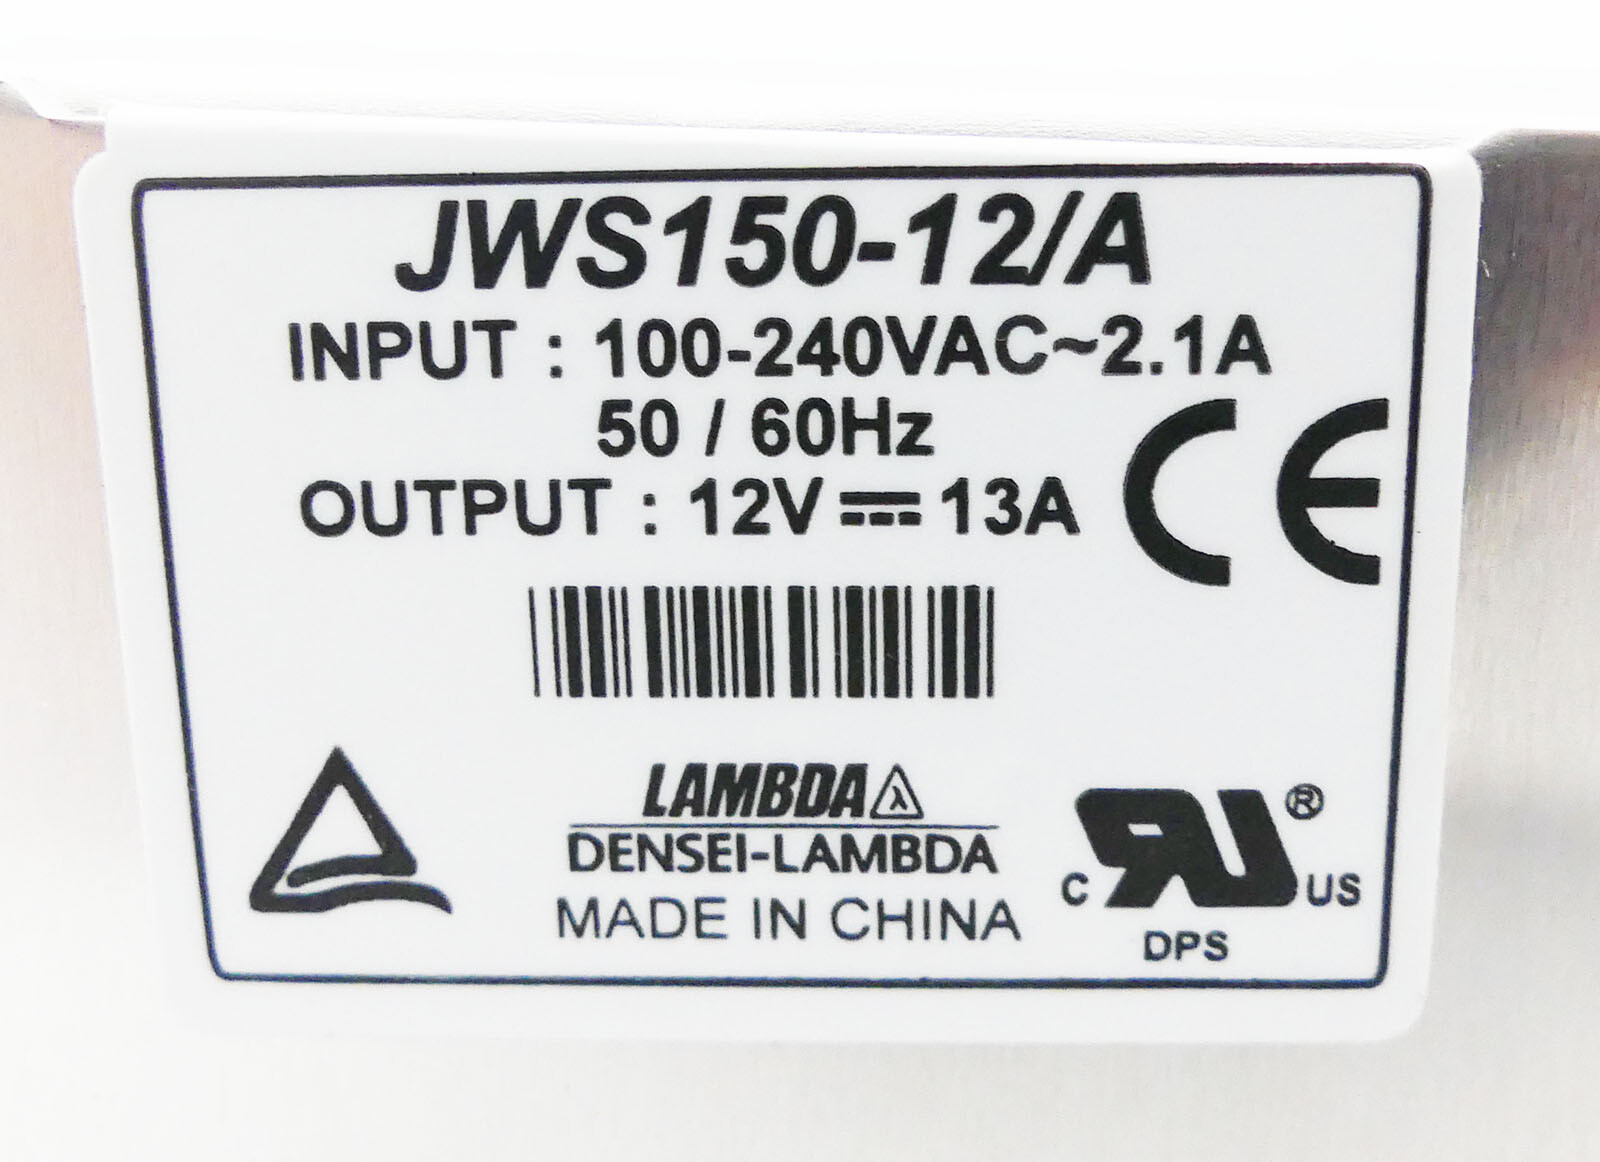 JWS150-12/A
INPUT : 100-240VAC~2.1A
50 / 60Hz
OUTPUT : 12V⎓13A
CE
LAMBDA λ
DENSEI-LAMBDA
MADE IN CHINA
c RU ® US
DPS